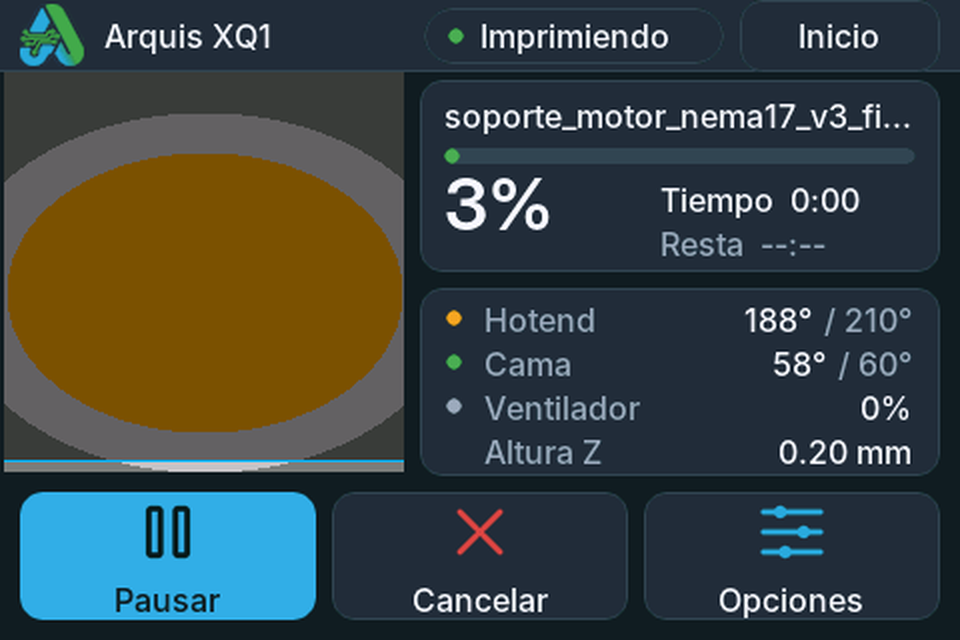 Arquis XQ1
Imprimiendo
Inicio
soporte_motor_nema17_v3_fi...
3%
Tiempo 0:00
Resta --:--
Hotend 188° / 210°
Cama 58° / 60°
Ventilador 0%
Altura Z 0.20 mm
Pausar
Cancelar
Opciones